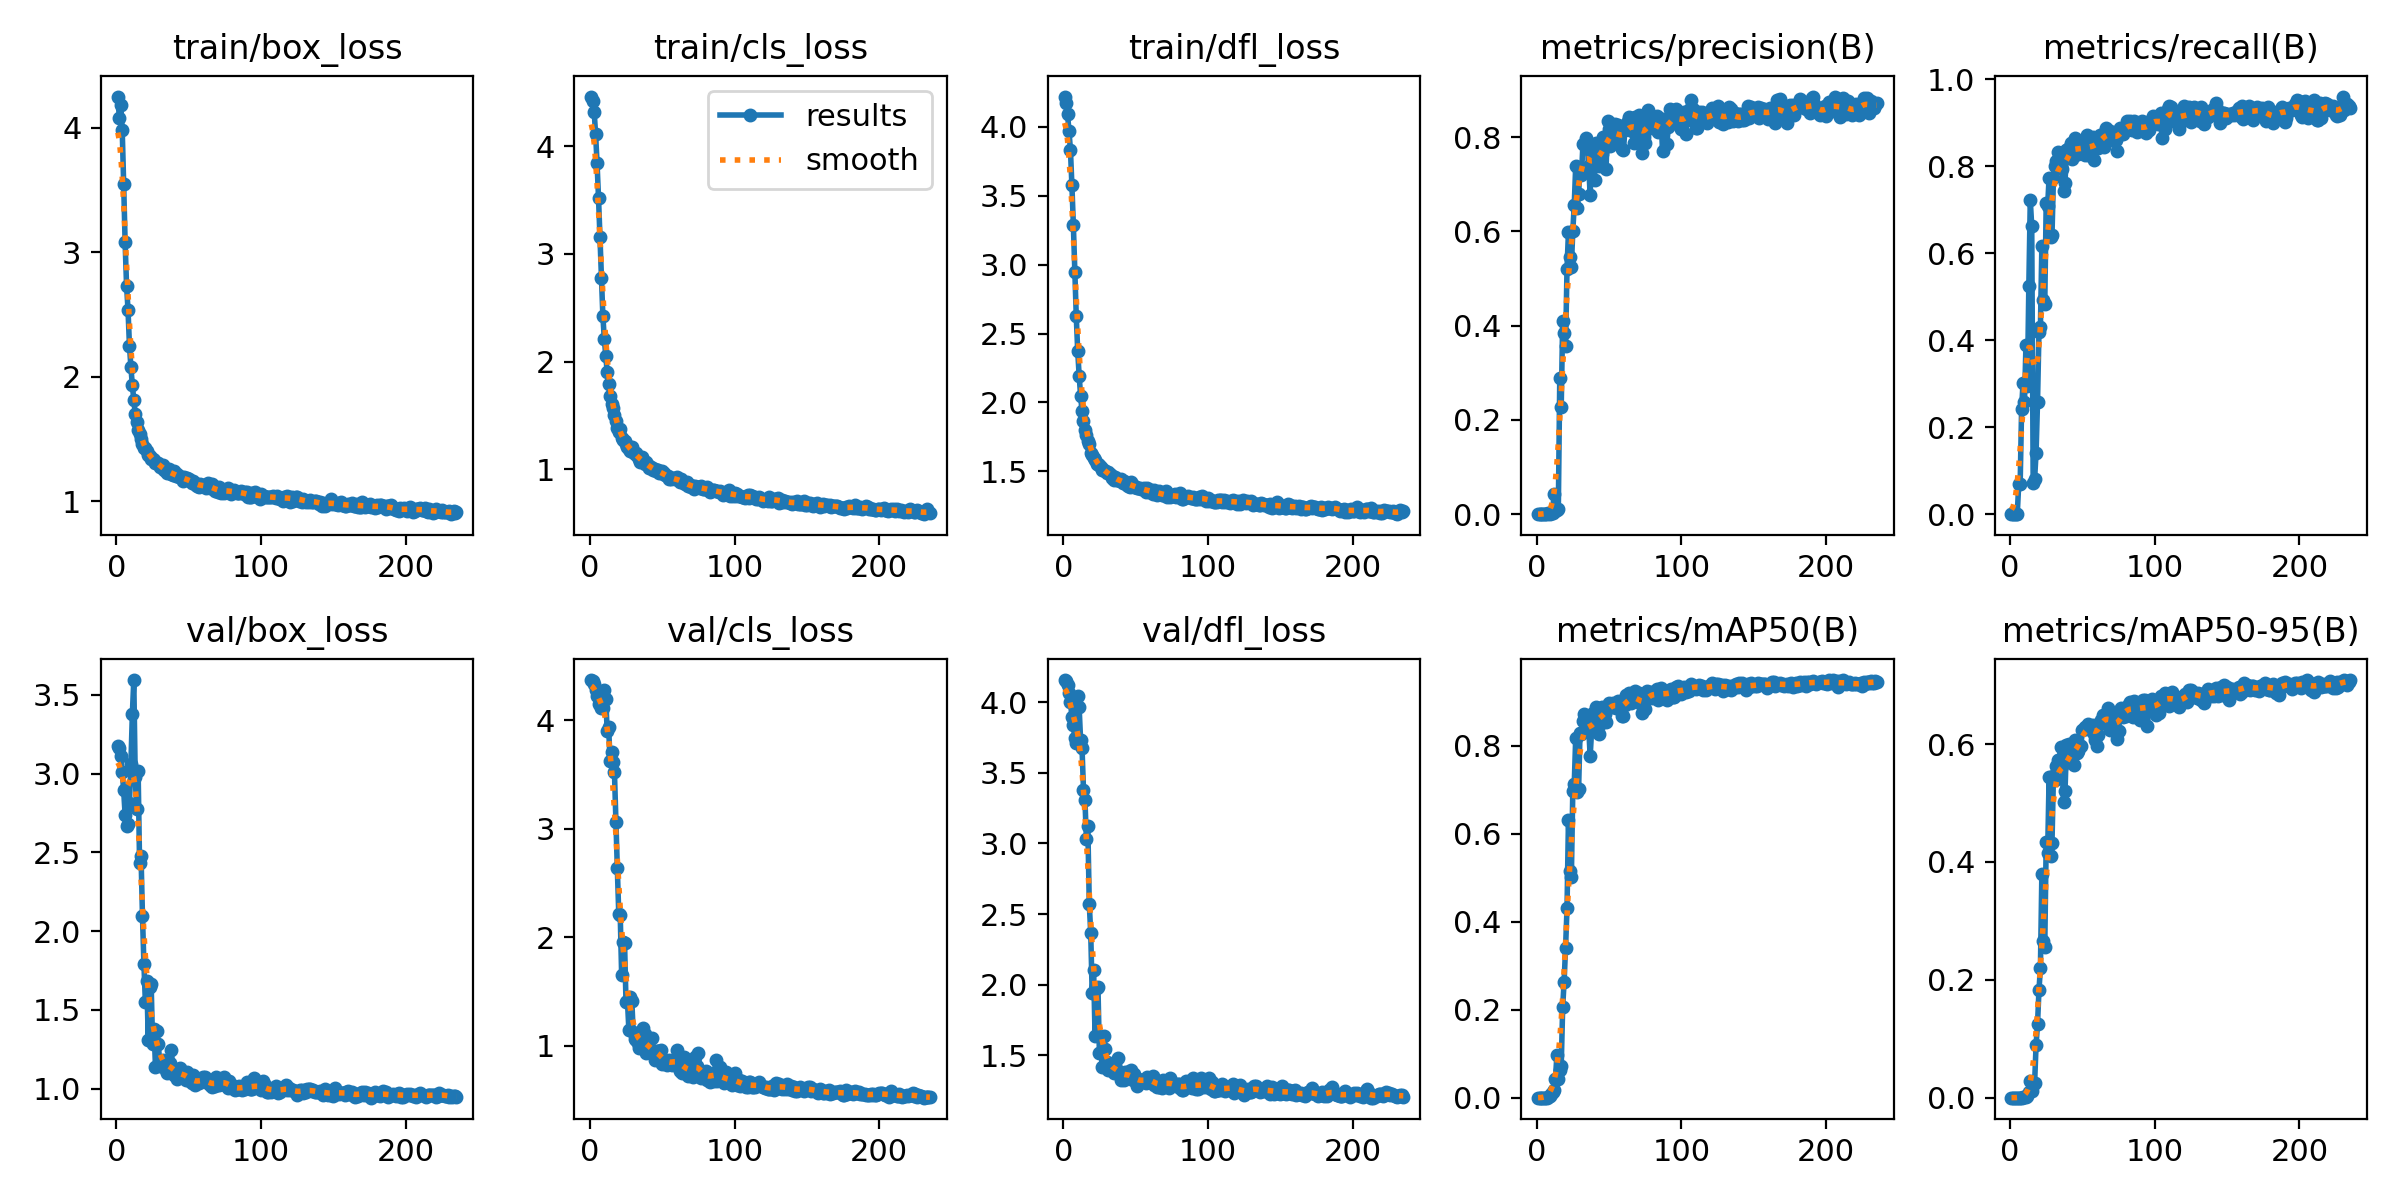 train/box_loss
4
3
2
1
0 100 200
train/cls_loss
results
smooth
4
3
2
1
0 100 200
train/dfl_loss
4.0
3.5
3.0
2.5
2.0
1.5
0 100 200
metrics/precision(B)
0.8
0.6
0.4
0.2
0.0
0 100 200
metrics/recall(B)
1.0
0.8
0.6
0.4
0.2
0.0
0 100 200
val/box_loss
3.5
3.0
2.5
2.0
1.5
1.0
0 100 200
val/cls_loss
4
3
2
1
0 100 200
val/dfl_loss
4.0
3.5
3.0
2.5
2.0
1.5
0 100 200
metrics/mAP50(B)
0.8
0.6
0.4
0.2
0.0
0 100 200
metrics/mAP50-95(B)
0.6
0.4
0.2
0.0
0 100 200